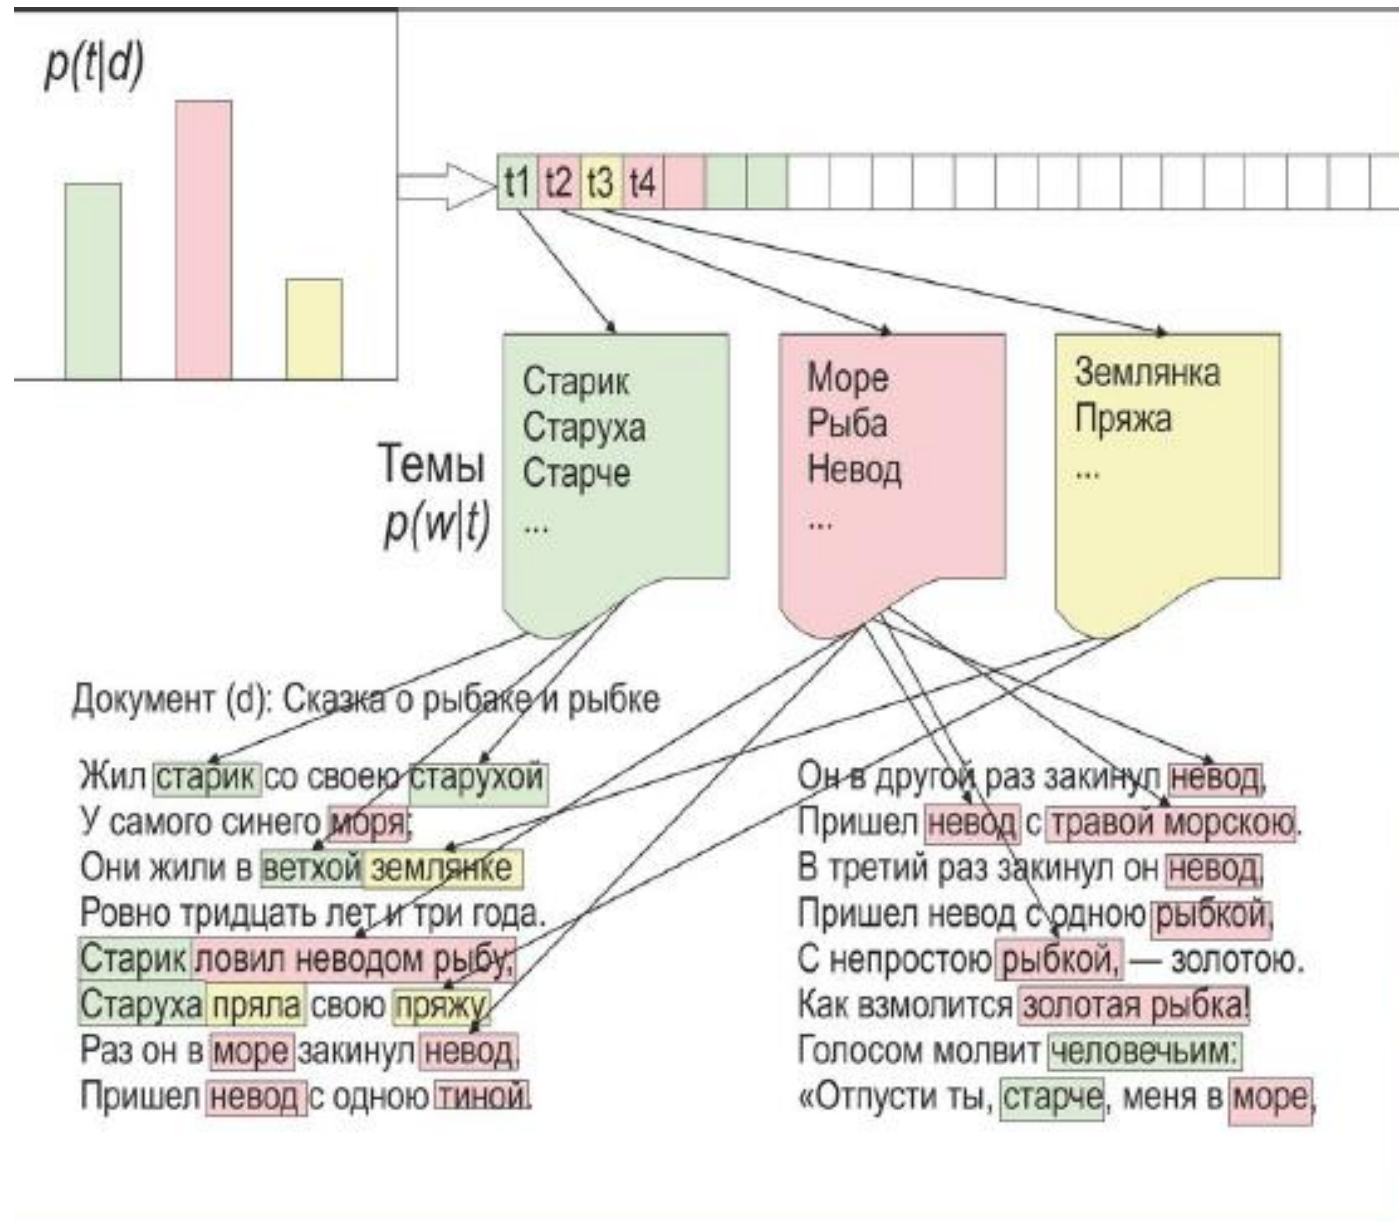 p(t|d)
t1 t2 t3 t4
Старик
Старуха
Старче
...
Море
Рыба
Невод
...
Землянка
Пряжа
...
Темы
p(w|t)
Документ (d): Сказка о рыбаке и рыбке
Жил старик со своею старухой
У самого синего моря;
Они жили в ветхой землянке
Ровно тридцать лет и три года.
Старик ловил неводом рыбу,
Старуха пряла свою пряжу
Раз он в море закинул невод,
Пришел невод с одною тиной.
Он в другой раз закинул невод,
Пришел невод с травой морскою.
В третий раз закинул он невод,
Пришел невод с одною рыбкой,
С непростою рыбкой, — золотою.
Как взмолится золотая рыбка!
Голосом молвит человечьим:
«Отпусти ты, старче, меня в море,